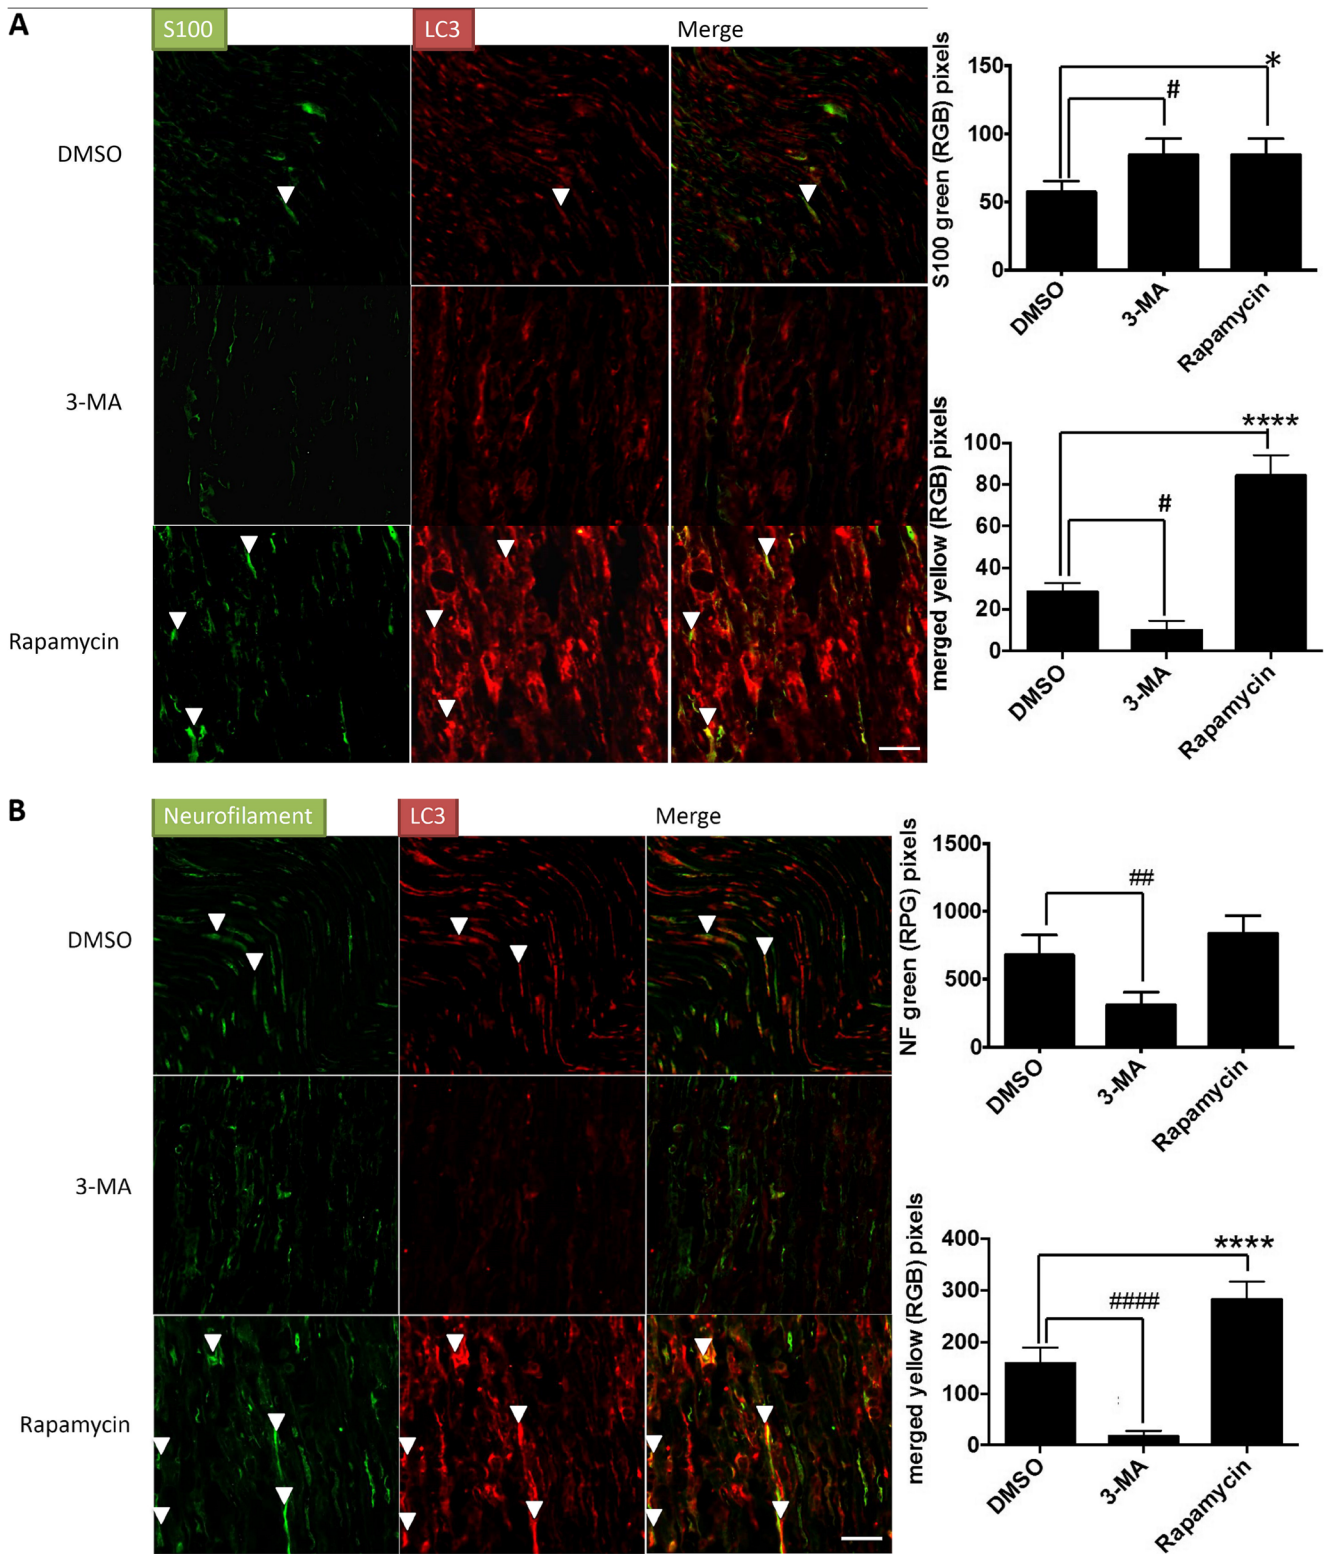 A
S100
LC3
Merge
DMSO
3-MA
Rapamycin
S100 green (RGB) pixels
150
100
50
0
#
*
DMSO
3-MA
Rapamycin
merged yellow (RGB) pixels
100
80
60
40
20
0
#
****
DMSO
3-MA
Rapamycin
B
Neurofilament
LC3
Merge
DMSO
3-MA
Rapamycin
NF green (RPG) pixels
1500
1000
500
0
##
DMSO
3-MA
Rapamycin
merged yellow (RGB) pixels
400
300
200
100
0
####
****
DMSO
3-MA
Rapamycin